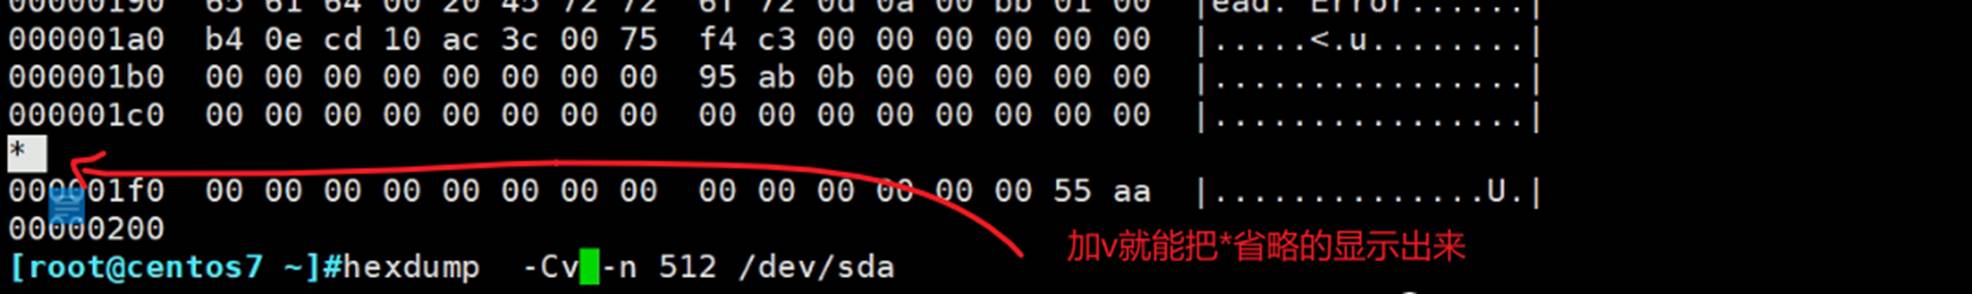 00000190  65 61 64 00 20 45 72 72  6f 72 0d 0a 00 bb 01 00  |ead. Error......|
000001a0  b4 0e cd 10 ac 3c 00 75  f4 c3 00 00 00 00 00 00  |.....<.u........|
000001b0  00 00 00 00 00 00 00 00  95 ab 0b 00 00 00 00 00  |................|
000001c0  00 00 00 00 00 00 00 00  00 00 00 00 00 00 00 00  |................|
*
000001f0  00 00 00 00 00 00 00 00  00 00 00 00 00 00 55 aa  |..............U.|
00000200
加v就能把*省略的显示出来
[root@centos7 ~]#hexdump  -Cv -n 512 /dev/sda